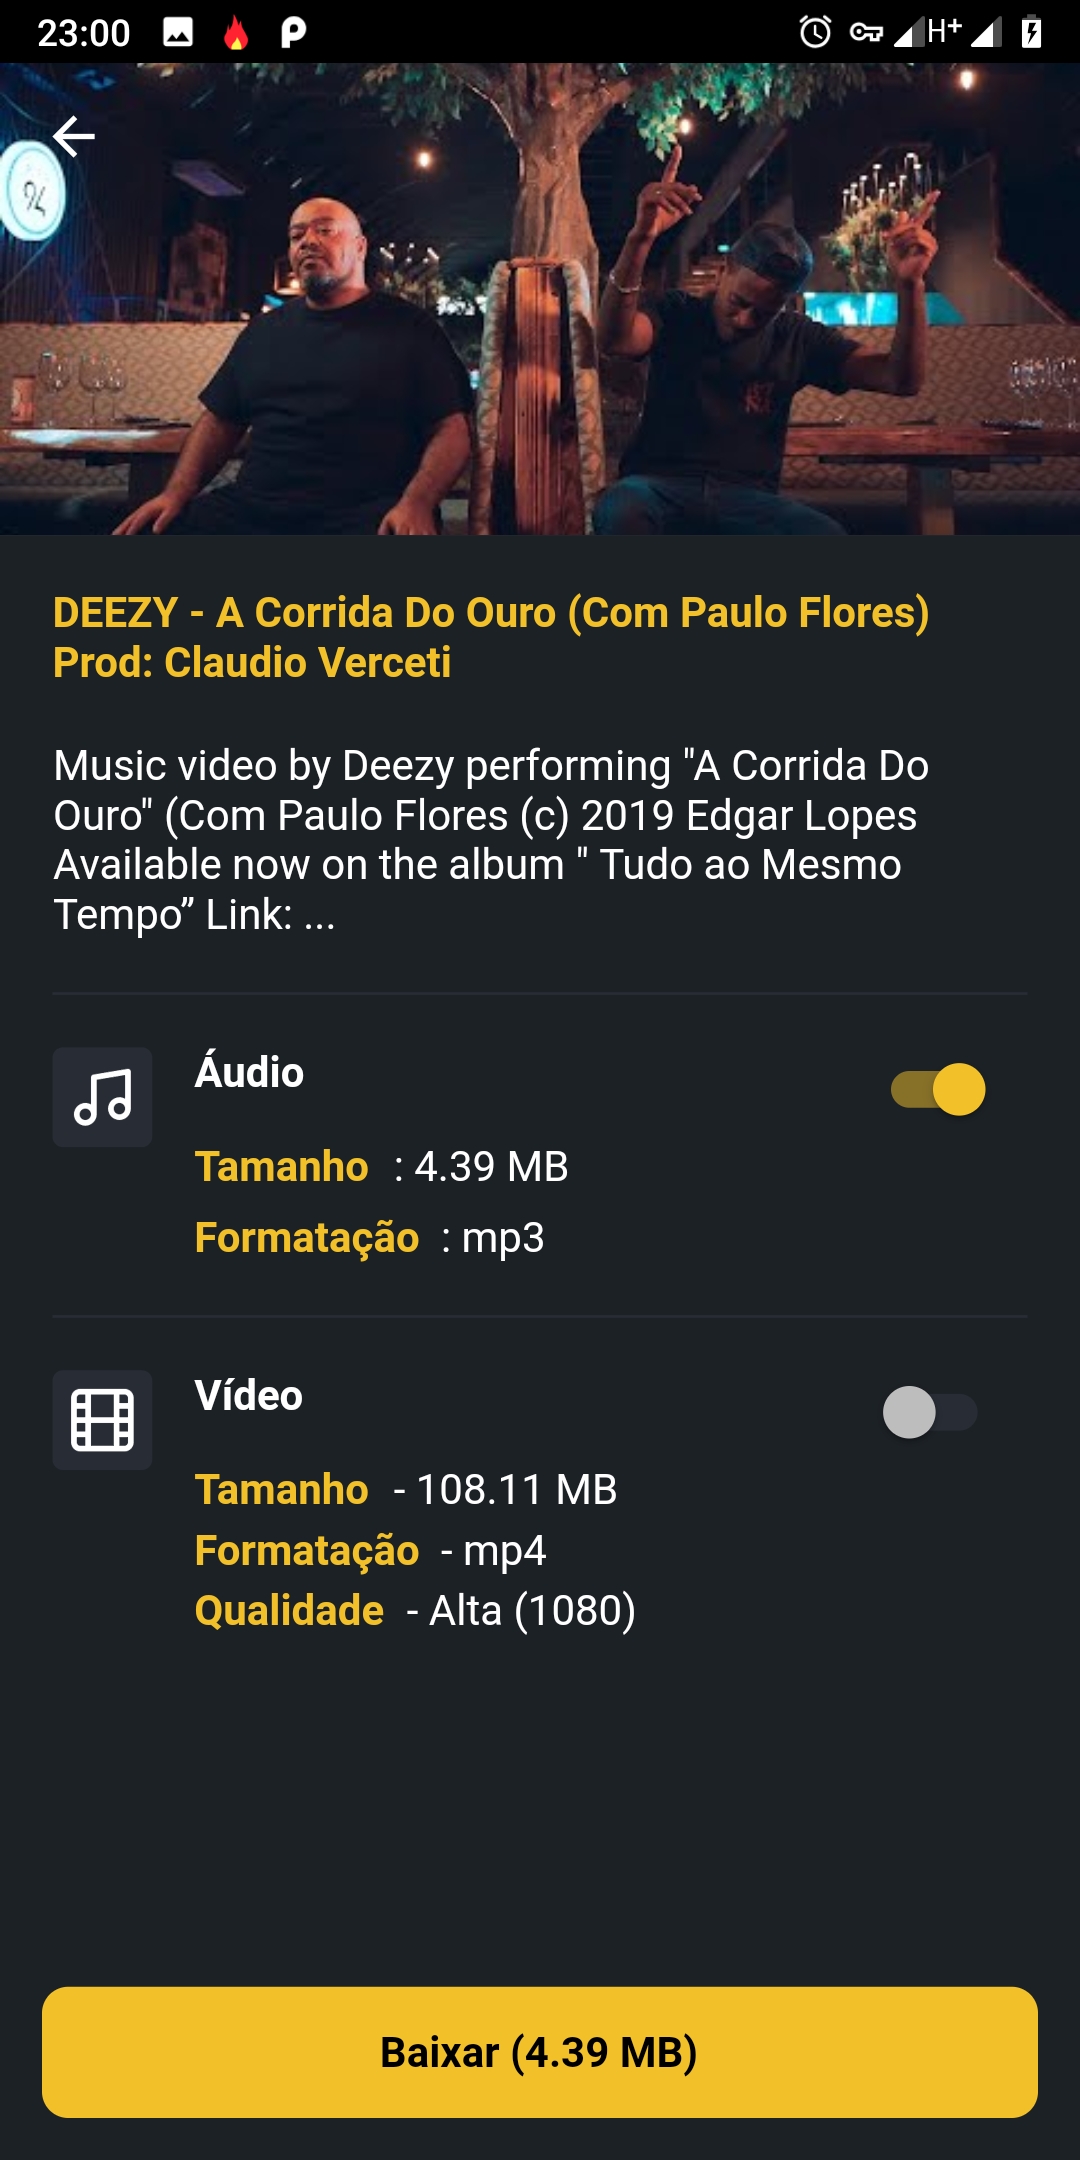 23:00
H+
94
DEEZY - A Corrida Do Ouro (Com Paulo Flores)
Prod: Claudio Verceti
Music video by Deezy performing "A Corrida Do
Ouro" (Com Paulo Flores (c) 2019 Edgar Lopes
Available now on the album " Tudo ao Mesmo
Tempo” Link: ...
Áudio
Tamanho : 4.39 MB
Formatação : mp3
Vídeo
Tamanho - 108.11 MB
Formatação - mp4
Qualidade - Alta (1080)
Baixar (4.39 MB)